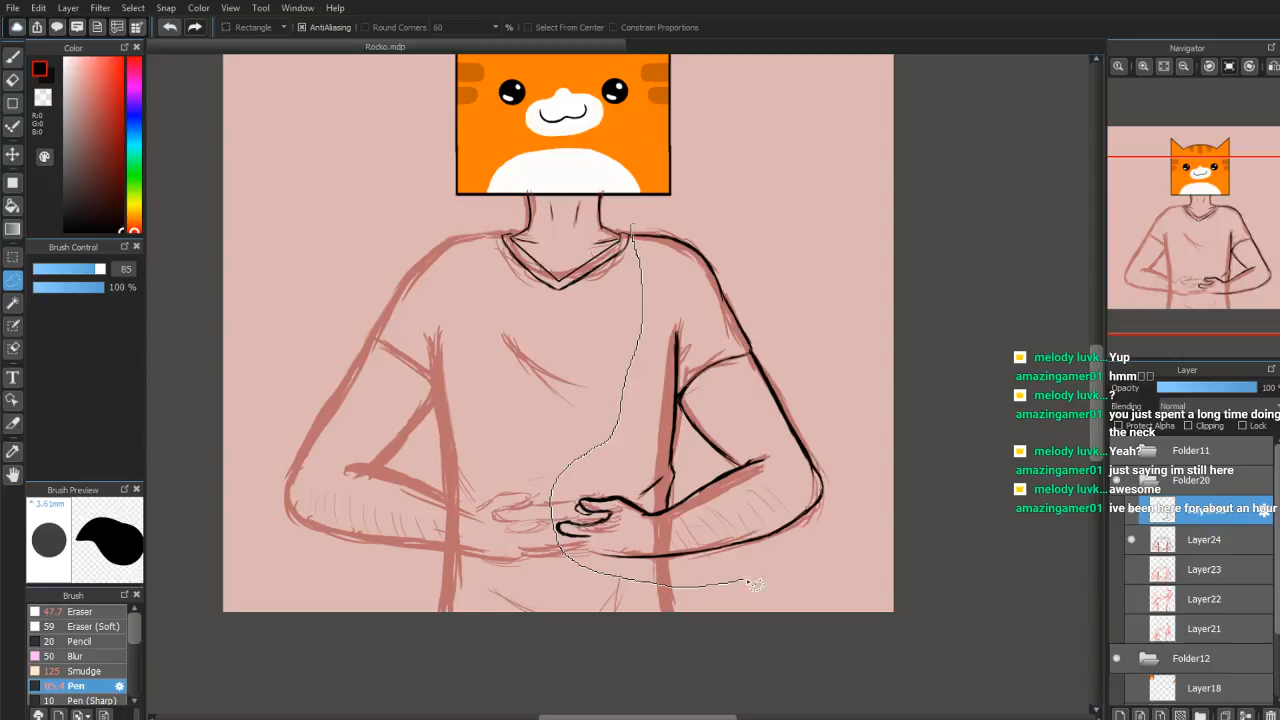 File Edit Layer Filter Select Snap Color View Tool Window Help
Rectangle AntiAliasing Round Corners 60 % Select From Center Constrain Proportions
Color
Rocko.mdp
Navigator
R:0
G:0
B:0
Brush Control
85
100 %
melody luvk... Yup
amazingamer01 hmm
melody luvk... ?
amazingamer01 you just spent a long time doing
the neck
melody luvk... Yeah?
amazingamer01 just saying im still here
melody luvk... awesome
amazingamer01 ive been here for about an hour
Layer
Opacity 100
Blending Normal
Protect Alpha Clipping Lock
Folder11
Folder20
Layer24
Layer23
Layer22
Layer21
Folder12
Layer18
Brush Preview
3.61mm
Brush
47.7 Eraser
59 Eraser (Soft)
20 Pencil
50 Blur
125 Smudge
Pen
10 Pen (Sharp)